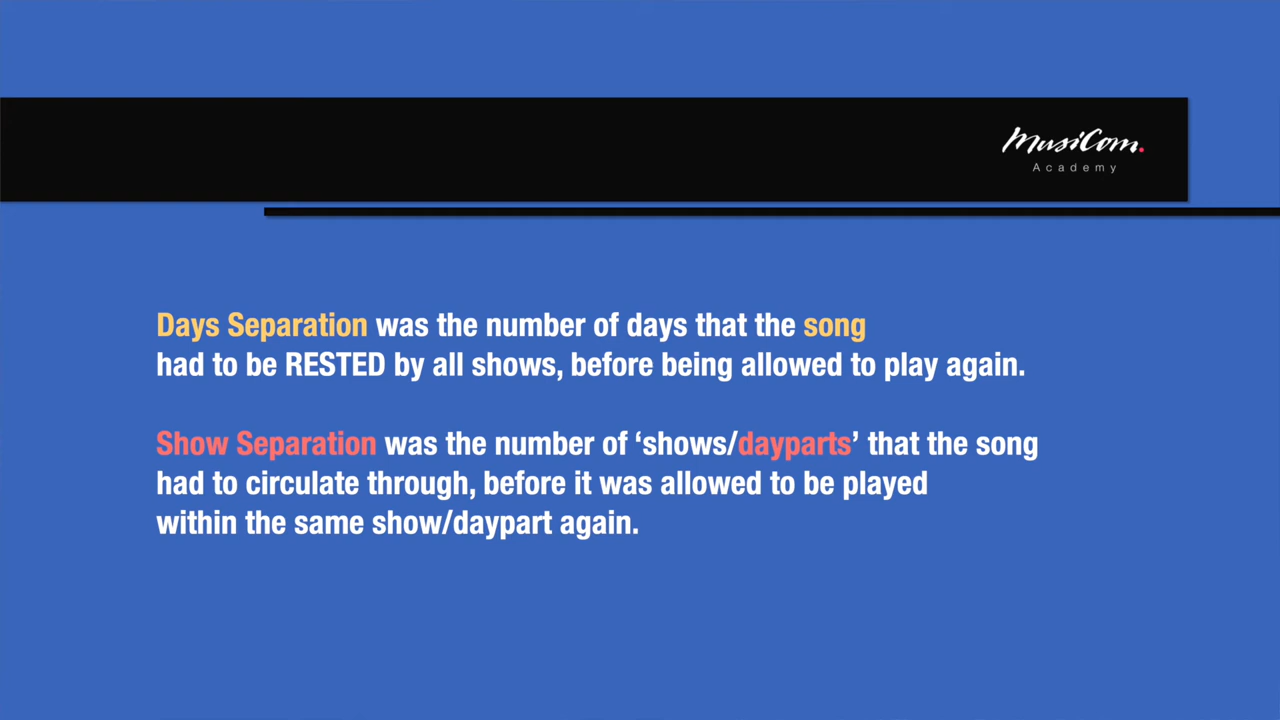 MusiCom.
Academy
Days Separation was the number of days that the song
had to be RESTED by all shows, before being allowed to play again.
Show Separation was the number of ‘shows/dayparts’ that the song
had to circulate through, before it was allowed to be played
within the same show/daypart again.